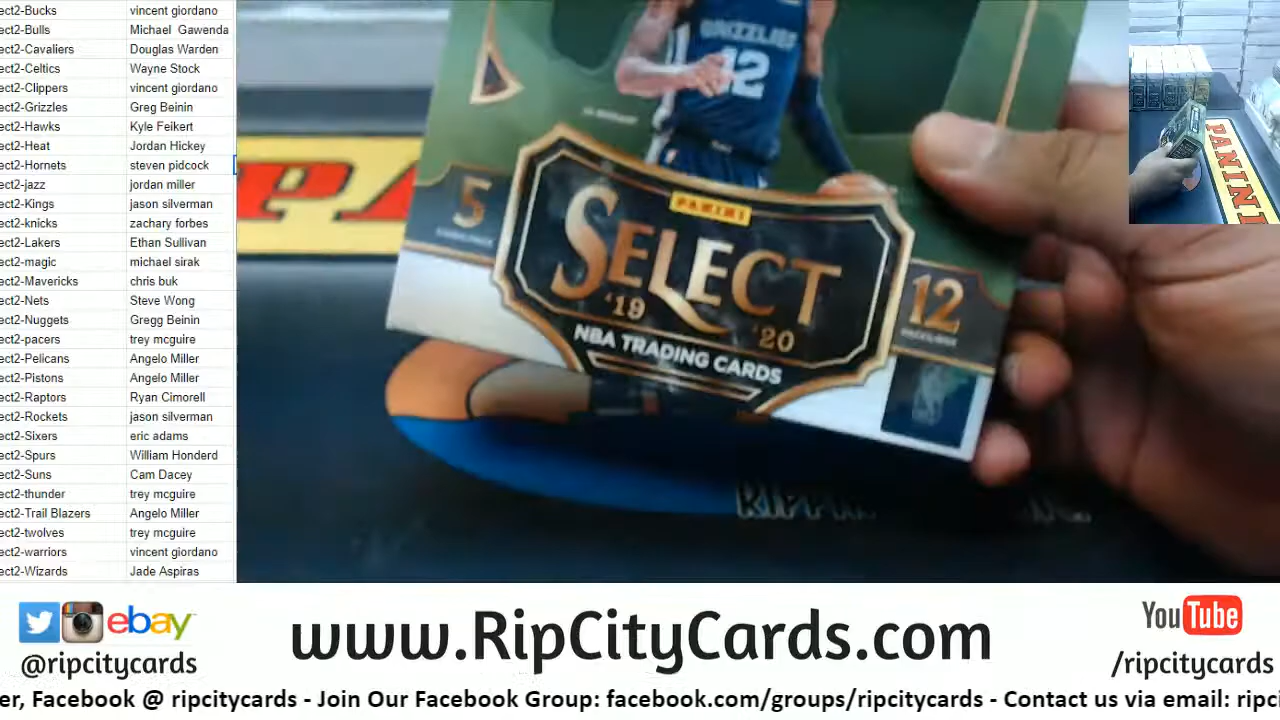 ect2-Bucks vincent giordano
ect2-Bulls Michael Gawenda
ect2-Cavaliers Douglas Warden
ect2-Celtics Wayne Stock
ect2-Clippers vincent giordano
ect2-Grizzles Greg Beinin
ect2-Hawks Kyle Feikert
ect2-Heat Jordan Hickey
ect2-Hornets steven pidcock
ect2-jazz jordan miller
ect2-Kings jason silverman
ect2-knicks zachary forbes
ect2-Lakers Ethan Sullivan
ect2-magic michael sirak
ect2-Mavericks chris buk
ect2-Nets Steve Wong
ect2-Nuggets Gregg Beinin
ect2-pacers trey mcguire
ect2-Pelicans Angelo Miller
ect2-Pistons Angelo Miller
ect2-Raptors Ryan Cimorell
ect2-Rockets jason silverman
ect2-Sixers eric adams
ect2-Spurs William Honderd
ect2-Suns Cam Dacey
ect2-thunder trey mcguire
ect2-Trail Blazers Angelo Miller
ect2-twolves trey mcguire
ect2-warriors vincent giordano
ect2-Wizards Jade Aspiras
GRIZZLIES
12
5
PANINI
SELECT
'19 '20
NBA TRADING CARDS
12
PA
PANINI
ebay
@ripcitycards
www.RipCityCards.com
YouTube
/ripcitycards
er, Facebook @ ripcitycards - Join Our Facebook Group: facebook.com/groups/ripcitycards - Contact us via email: ripc